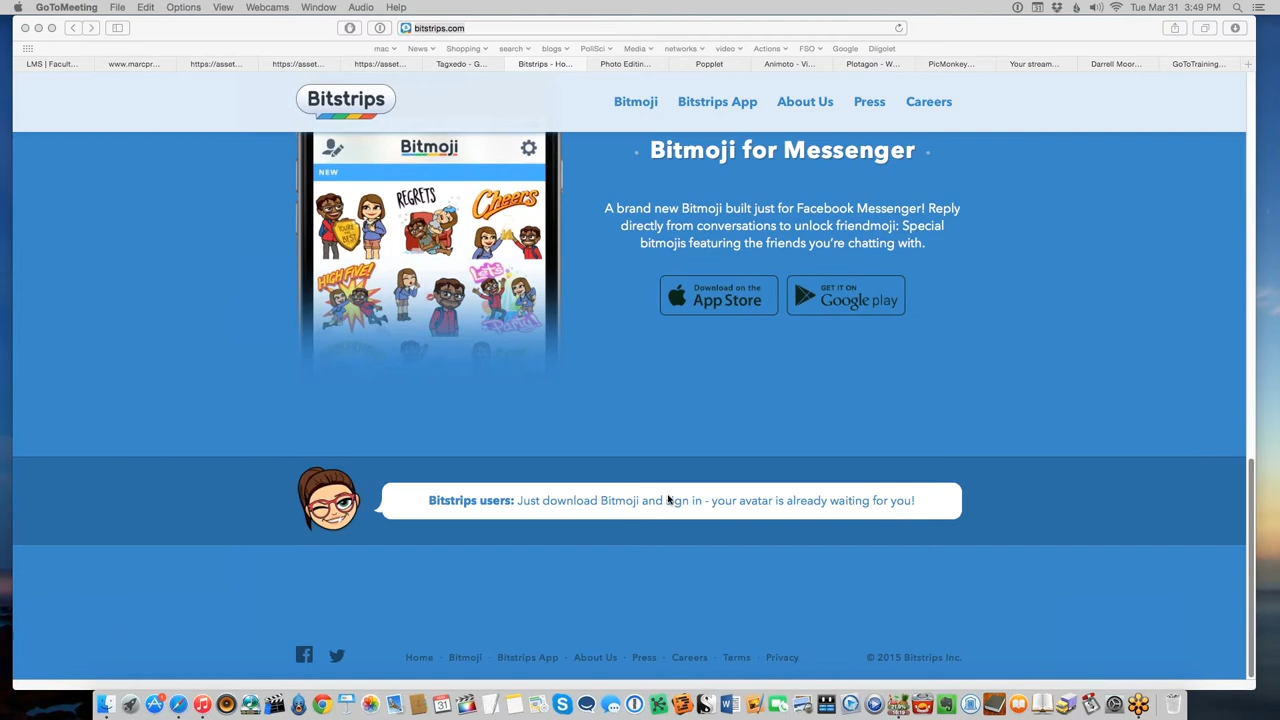 GoToMeeting File Edit Options View Webcams Window Audio Help Tue Mar 31 3:49 PM
bitstrips.com
mac News Shopping search blogs PoliSci Media networks video Actions FSO Google Diigolet
LMS | Facult... www.marcpr... https://asset... https://asset... https://asset... Tagxedo - G... Bitstrips - Ho... Photo Editin... Popplet Animoto - Vi... Plotagon - W... PicMonkey... Your stream... Darrell Moor... GoToTraining...
Bitstrips Bitmoji Bitstrips App About Us Press Careers
Bitmoji
NEW
YOU'RE THE BEST
REGRETS
Cheers
HIGH FIVE!
LET'S
Party
Bitmoji for Messenger
A brand new Bitmoji built just for Facebook Messenger! Reply
directly from conversations to unlock friendmoji: Special
bitmojis featuring the friends you're chatting with.
Download on the
App Store
GET IT ON
Google play
Bitstrips users: Just download Bitmoji and sign in - your avatar is already waiting for you!
Home · Bitmoji · Bitstrips App · About Us · Press · Careers · Terms · Privacy © 2015 Bitstrips Inc.